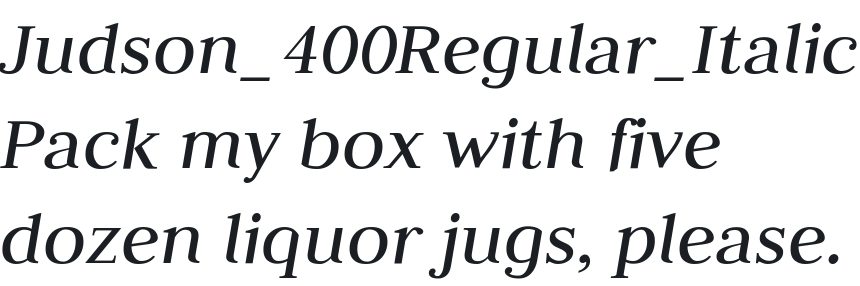 Judson_400Regular_Italic
Pack my box with five
dozen liquor jugs, please.